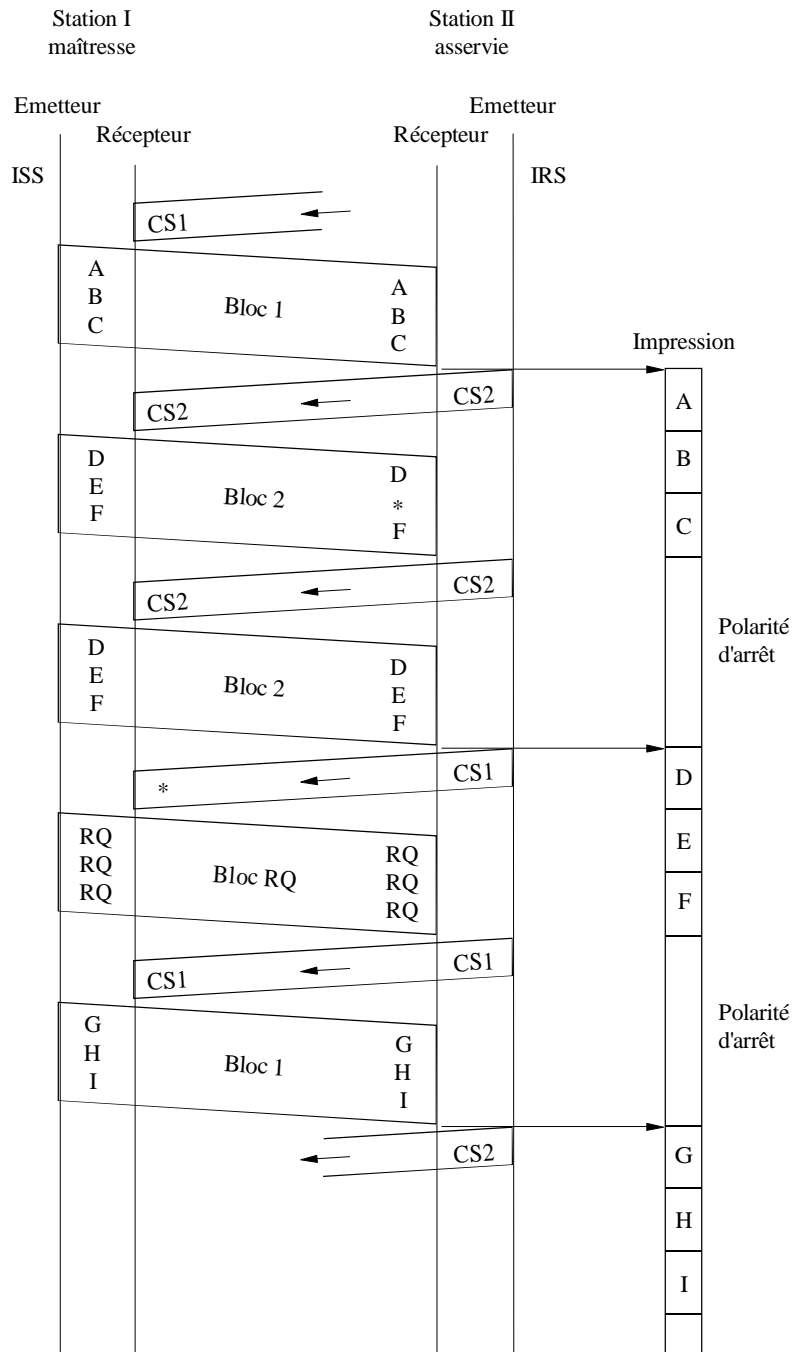 Station I
maîtresse
Station II
asservie
Emetteur
Emetteur
Récepteur
Récepteur
ISS
IRS
CS1
A
B
C
Bloc 1
A
B
C
Impression
CS2
CS2
A
D
E
F
Bloc 2
D
*
F
B
C
CS2
CS2
D
E
F
Bloc 2
D
E
F
Polarité
d'arrêt
*
CS1
D
RQ
RQ
RQ
Bloc RQ
RQ
RQ
RQ
E
F
CS1
CS1
G
H
I
Bloc 1
G
H
I
Polarité
d'arrêt
CS2
G
H
I